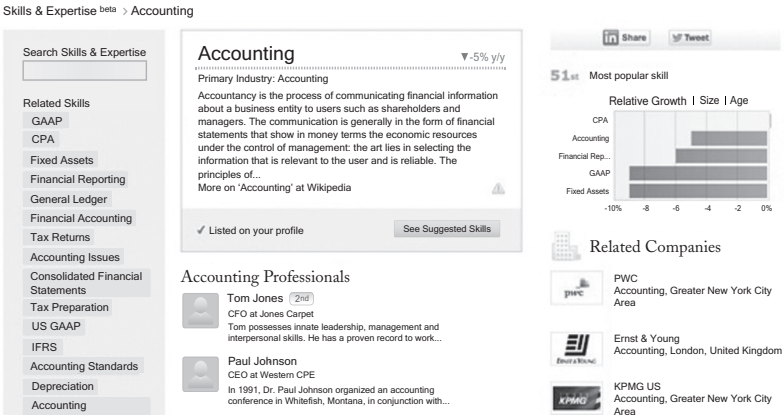 Skills & Expertise beta > Accounting
Search Skills & Expertise
Related Skills
GAAP
CPA
Fixed Assets
Financial Reporting
General Ledger
Financial Accounting
Tax Returns
Accounting Issues
Consolidated Financial
Statements
Tax Preparation
US GAAP
IFRS
Accounting Standards
Depreciation
Accounting
Accounting
▼-5% y/y
Primary Industry: Accounting
Accountancy is the process of communicating financial information
about a business entity to users such as shareholders and
managers. The communication is generally in the form of financial
statements that show in money terms the economic resources
under the control of management: the art lies in selecting the
information that is relevant to the user and is reliable. The
principles of...
More on ‘Accounting’ at Wikipedia
✓ Listed on your profile
See Suggested Skills
Accounting Professionals
Tom Jones 2nd
CFO at Jones Carpet
Tom possesses innate leadership, management and
interpersonal skills. He has a proven record to work...
Paul Johnson
CEO at Western CPE
In 1991, Dr. Paul Johnson organized an accounting
conference in Whitefish, Montana, in conjunction with...
in Share
Tweet
51st Most popular skill
Relative Growth | Size | Age
CPA
Accounting
Financial Rep...
GAAP
Fixed Assets
-10% -8 -6 -4 -2 0%
Related Companies
pwc
PWC
Accounting, Greater New York City
Area
ERNST & YOUNG
Ernst & Young
Accounting, London, United Kingdom
KPMG
KPMG US
Accounting, Greater New York City
Area